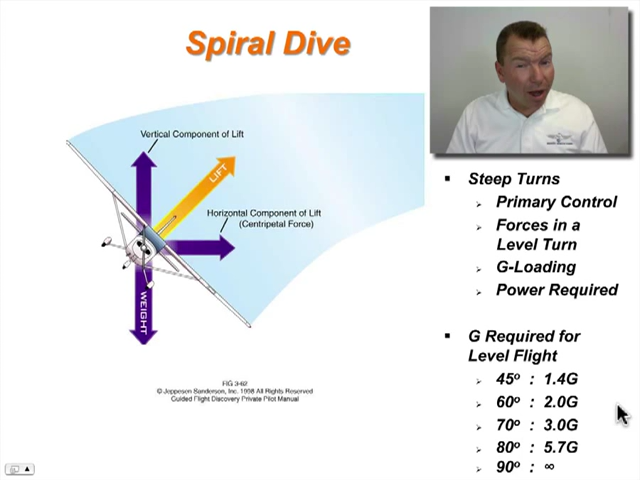 Spiral Dive
Vertical Component of Lift
LIFT
Horizontal Component of Lift
(Centripetal Force)
WEIGHT
FIG 3-62
© Jeppesen Sanderson, Inc. 1998 All Rights Reserved
Guided Flight Discovery Private Pilot Manual
Steep Turns
Primary Control
Forces in a
Level Turn
G-Loading
Power Required
G Required for
Level Flight
45º : 1.4G
60º : 2.0G
70º : 3.0G
80º : 5.7G
90º : ∞